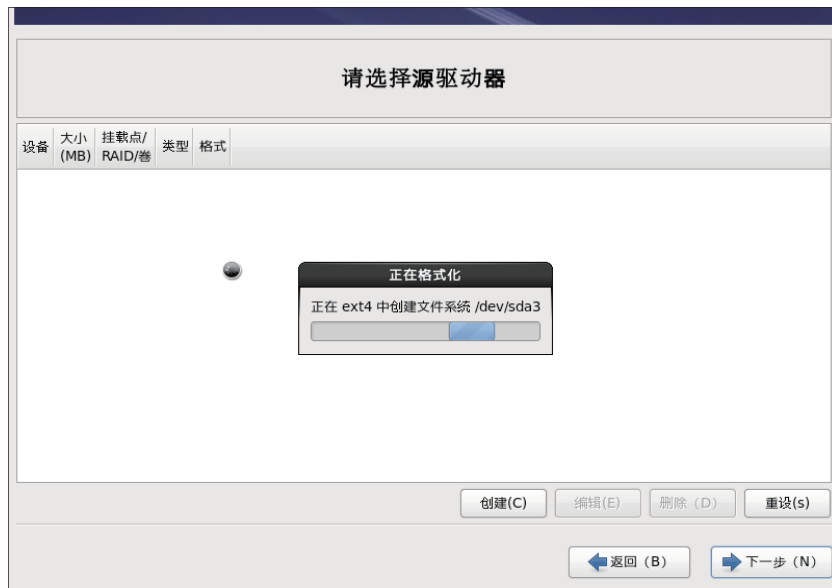 请选择源驱动器
设备
大小
(MB)
挂载点/
RAID/卷
类型
格式
正在格式化
正在 ext4 中创建文件系统 /dev/sda3
创建(C)
编辑(E)
删除（D）
重设(s)
返回（B）
下一步（N）